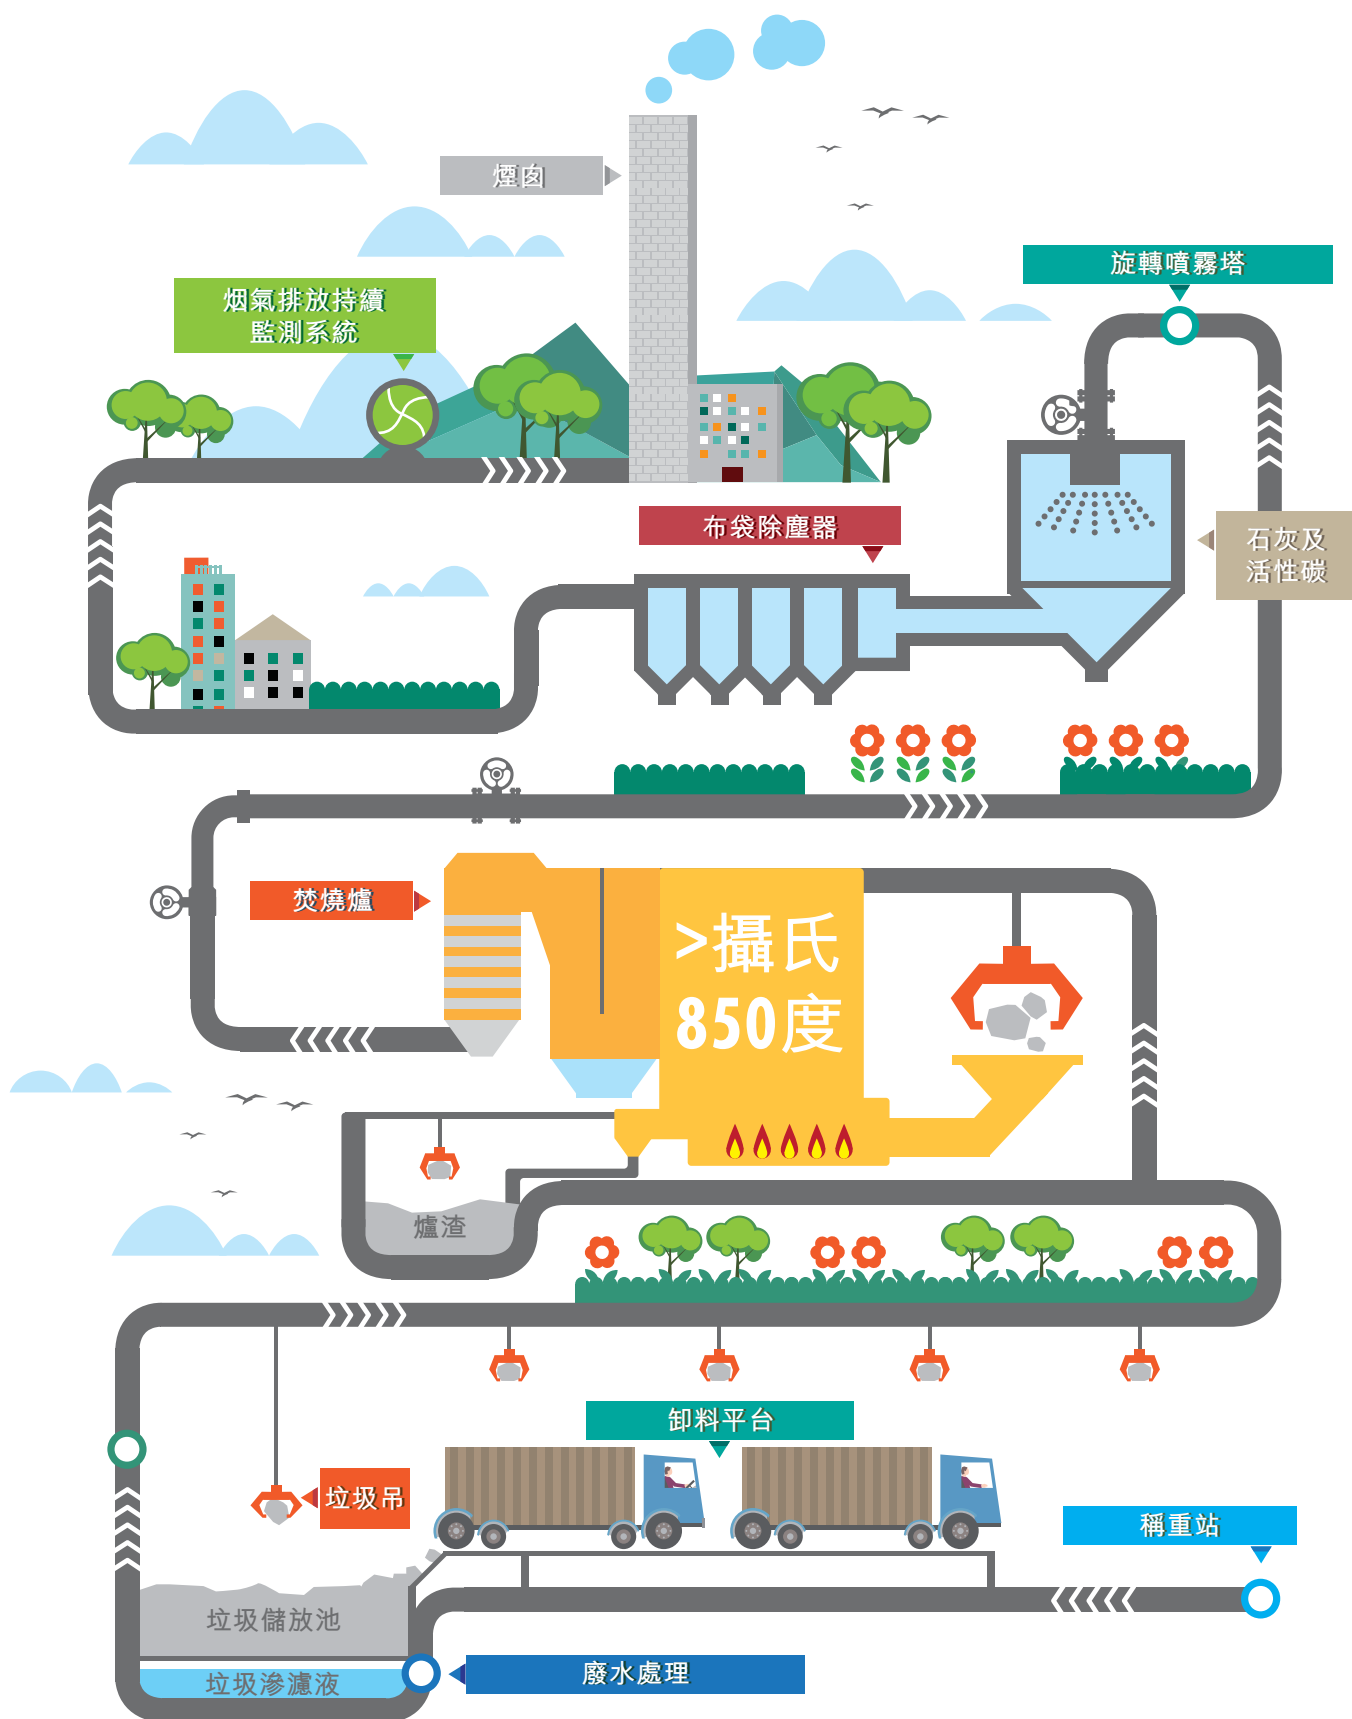 煙囪
旋轉噴霧塔
烟氣排放持續
監測系統
布袋除塵器
石灰及
活性碳
焚燒爐
>攝氏
850度
爐渣
卸料平台
垃圾吊
稱重站
垃圾儲放池
廢水處理
垃圾滲濾液